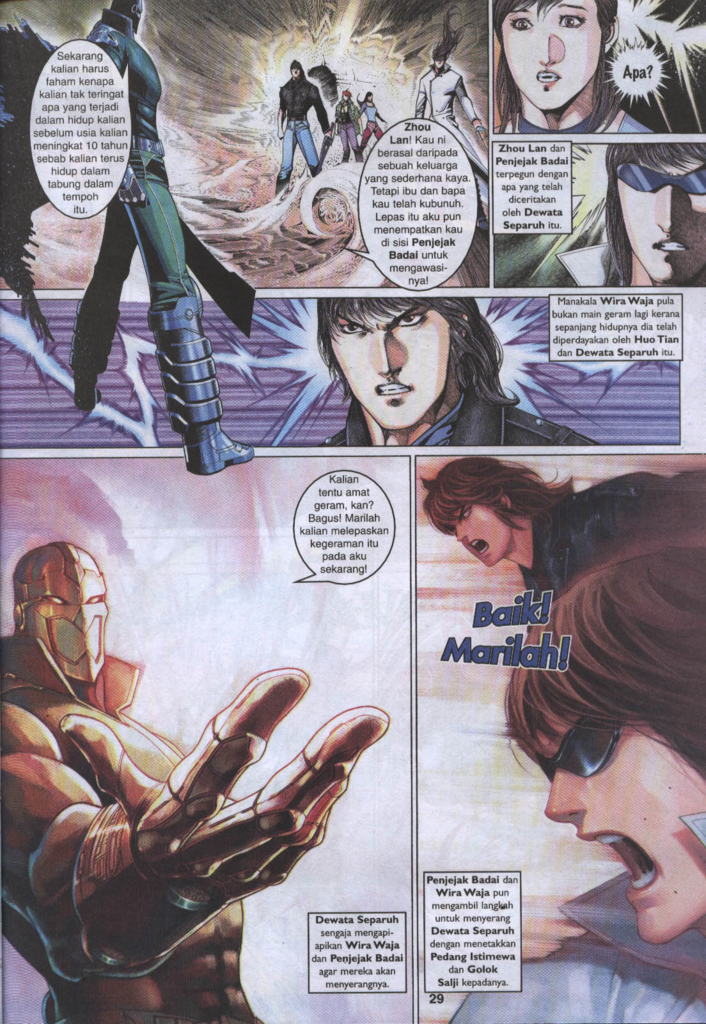 Sekarang
kalian harus
faham kenapa
kalian tak teringat
apa yang terjadi
dalam hidup kalian
sebelum usia kalian
meningkat 10 tahun
sebab kalian terus
hidup dalam
tabung dalam
tempoh
itu.
Zhou
Lan! Kau ni
berasal daripada
sebuah keluarga
yang sederhana kaya.
Tetapi ibu dan bapa
kau telah kubunuh.
Lepas itu aku pun
menempatkan kau
di sisi Penjejak
Badai untuk
mengawasi-
nya!
Apa?
Zhou Lan dan
Penjejak Badai
terpegun dengan
apa yang telah
diceritakan
oleh Dewata
Separuh itu.
Manakala Wira Waja pula
bukan main geram lagi kerana
sepanjang hidupnya dia telah
diperdayakan oleh Huo Tian
dan Dewata Separuh itu.
Kalian
tentu amat
geram, kan?
Bagus! Marilah
kalian melepaskan
kegeraman itu
pada aku
sekarang!
Dewata Separuh
sengaja mengapi-
apikan Wira Waja
dan Penjejak Badai
agar mereka akan
menyerangnya.
Baik!
Marilah!
Penjejak Badai dan
Wira Waja pun
mengambil langkah
untuk menyerang
Dewata Separuh
dengan menetakkan
Pedang Istimewa
dan Golok
Salji kepadanya.
29